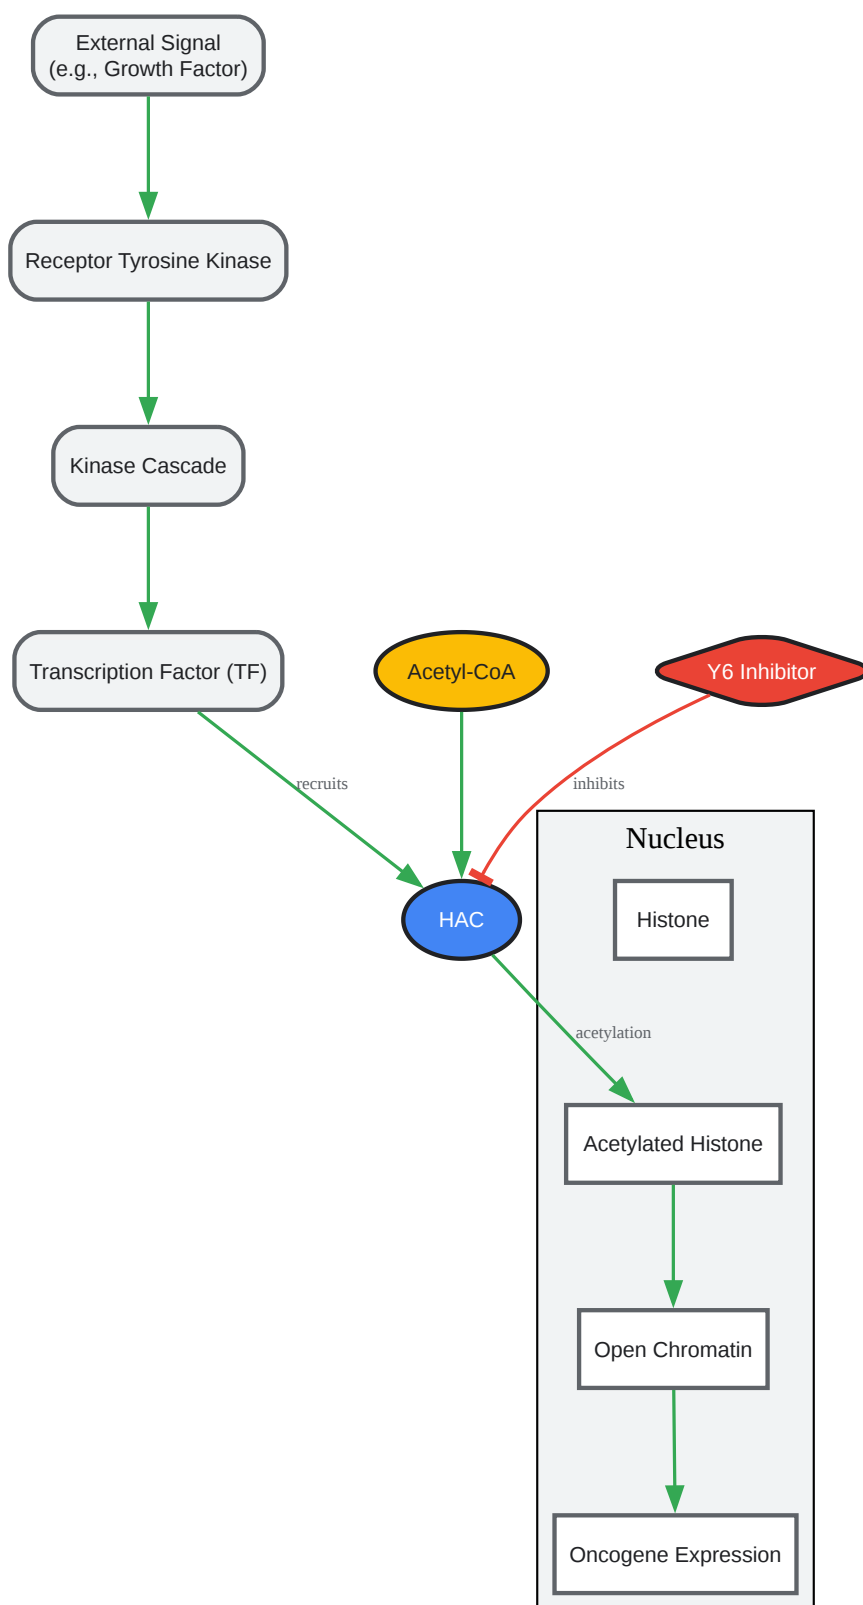 External Signal
(e.g., Growth Factor)
Receptor Tyrosine Kinase
Kinase Cascade
Transcription Factor (TF)
Acetyl-CoA
Y6 Inhibitor
recruits
inhibits
Nucleus
HAC
Histone
acetylation
Acetylated Histone
Open Chromatin
Oncogene Expression